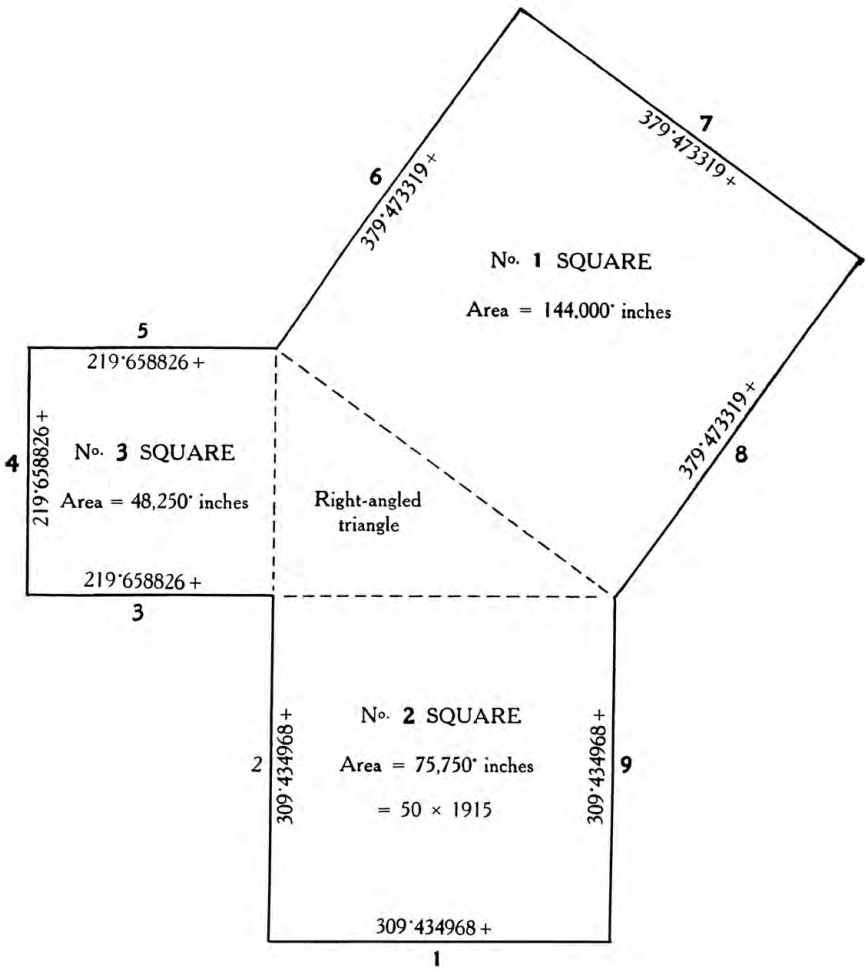 7
379·473319 +
6
379·473319 +
No. 1 SQUARE
Area = 144,000· inches
5
219·658826 +
4
219·658826 +
No. 3 SQUARE
Area = 48,250· inches
Right-angled
triangle
379·473319 +
8
219·658826 +
3
No. 2 SQUARE
2
309·434968 +
Area = 75,750· inches
= 50 × 1915
309·434968 +
9
309·434968 +
1